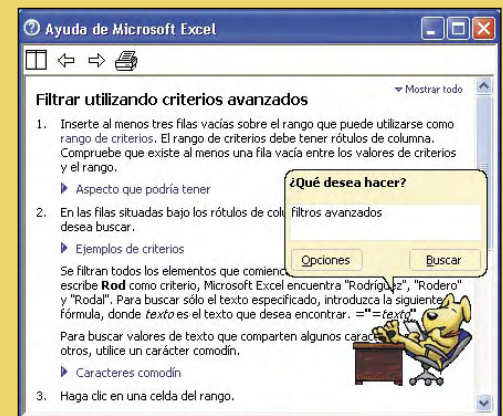 Ayuda de Microsoft Excel
Mostrar todo
Filtrar utilizando criterios avanzados
1. Inserte al menos tres filas vacías sobre el rango que puede utilizarse como
rango de criterios. El rango de criterios debe tener rótulos de columna.
Compruebe que existe al menos una fila vacía entre los valores de criterios
y el rango.
Aspecto que podría tener
2. En las filas situadas bajo los rótulos de colu
desea buscar.
Ejemplos de criterios
Se filtran todos los elementos que comienc
escribe Rod como criterio, Microsoft Excel encuentra "Rodríguez", "Rodero"
y "Rodal". Para buscar sólo el texto especificado, introduzca la siguiente
fórmula, donde texto es el texto que desea encontrar. ="=texto"
Para buscar valores de texto que comparten algunos carac
otros, utilice un carácter comodín.
Caracteres comodín
3. Haga clic en una celda del rango.
¿Qué desea hacer?
filtros avanzados
Opciones
Buscar